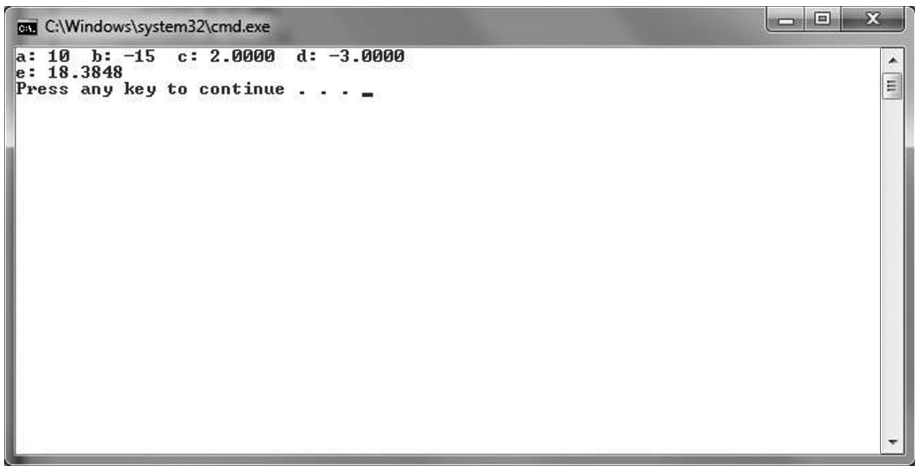 C:\Windows\system32\cmd.exe
a: 10  b: -15  c: 2.0000  d: -3.0000
e: 18.3848
Press any key to continue . . .